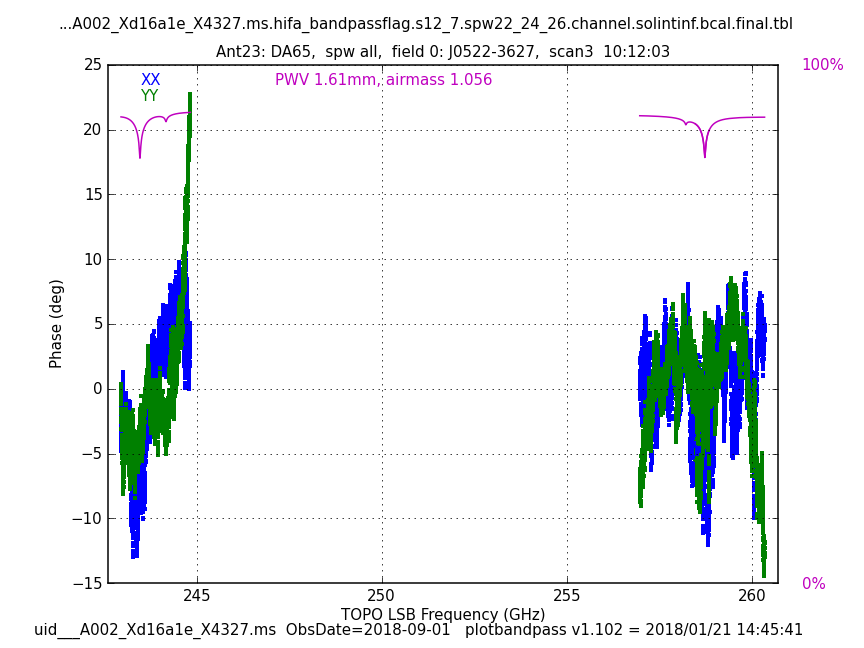 ...A002_Xd16a1e_X4327.ms.hifa_bandpassflag.s12_7.spw22_24_26.channel.solintinf.bcal.final.tbl
Ant23: DA65,  spw all,  field 0: J0522-3627,  scan3  10:12:03
XX
YY
PWV 1.61mm, airmass 1.056
100%
0%
25
20
15
10
5
0
−5
−10
−15
Phase (deg)
245
250
255
260
TOPO LSB Frequency (GHz)
uid___A002_Xd16a1e_X4327.ms  ObsDate=2018-09-01   plotbandpass v1.102 = 2018/01/21 14:45:41